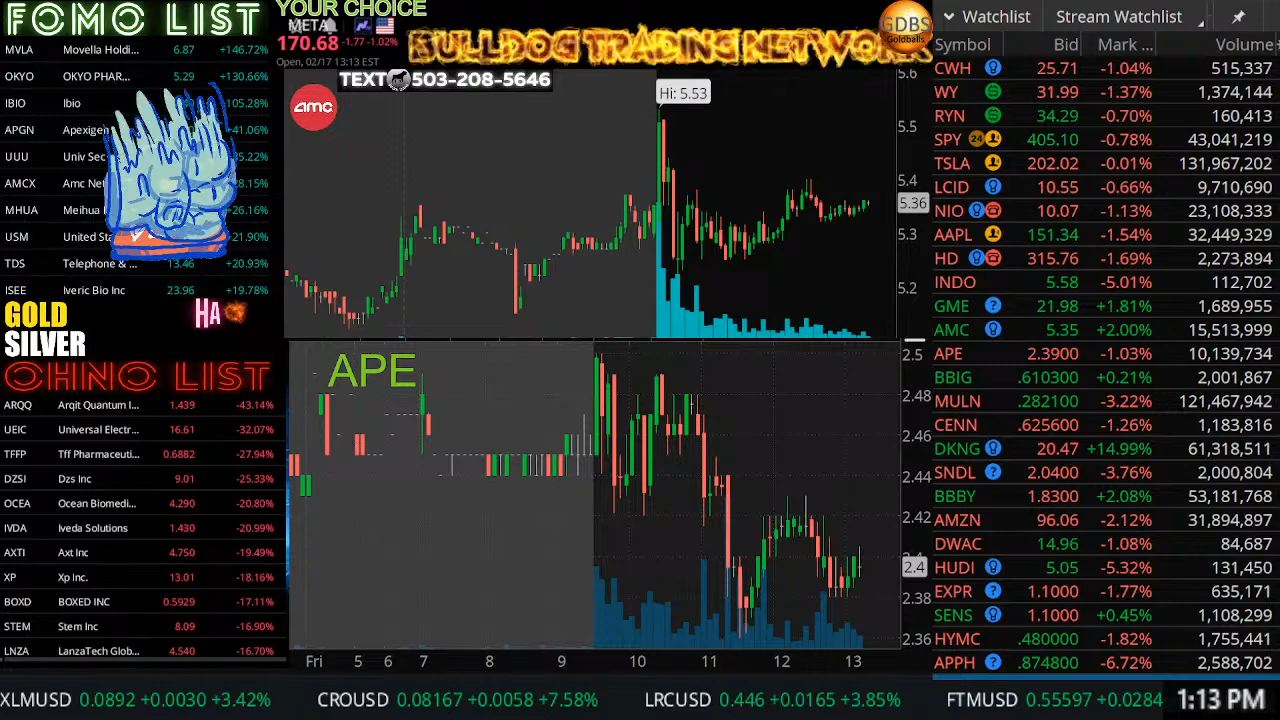 FOMO LIST
MVLA Movella Holdi... 6.87 +146.72%
OKYO OKYO PHAR... 5.29 +130.66%
IBIO Ibio 105.28%
APGN Apexigen +41.06%
UUU Univ Sec 35.22%
AMCX Amc Net 28.15%
MHUA Meihu +26.16%
USM United Sta +21.90%
TDS Telephone & 13.46 +20.93%
ISEE Iveric Bio Inc 23.96 +19.78%
GOLD
SILVER
HA
OHNO LIST
ARQQ Arqit Quantum I... 1.439 -43.14%
UEIC Universal Electr... 16.61 -32.07%
TFFP Tff Pharmaceuti... 0.6882 -27.94%
DZSI Dzs Inc 9.01 -25.33%
OCEA Ocean Biomedi... 4.290 -20.80%
IVDA Iveda Solutions 1.430 -20.99%
AXTI Axt Inc 4.750 -19.49%
XP Xp Inc. 13.01 -18.16%
BOXD BOXED INC 0.5929 -17.11%
STEM Stem Inc 8.09 -16.90%
LNZA LanzaTech Glob... 4.540 -16.70%
YOUR CHOICE
META
170.68 -1.77 -1.02%
Open, 02/17 13:13 EST
BULLDOG TRADING NETWORK
GDBS
Goldballs
TEXT 503-208-5646
amc
Hi: 5.53
5.6
5.5
5.4
5.36
5.3
5.2
APE
2.5
2.48
2.46
2.44
2.42
2.4
2.4
2.38
2.36
Fri 5 6 7 8 9 10 11 12 13
Watchlist Stream Watchlist
Symbol Bid Mark ... Volume
CWH 25.71 -1.04% 515,337
WY 31.99 -1.37% 1,374,144
RYN 34.29 -0.70% 160,413
SPY 24 405.10 -0.78% 43,041,219
TSLA 202.02 -0.01% 131,967,202
LCID 10.55 -0.66% 9,710,690
NIO 10.07 -1.13% 23,108,333
AAPL 151.34 -1.54% 32,449,329
HD 315.76 -1.69% 2,273,894
INDO 5.58 -5.01% 112,702
GME ? 21.98 +1.81% 1,689,955
AMC 5.35 +2.00% 15,513,999
APE 2.3900 -1.03% 10,139,734
BBIG .610300 +0.21% 2,001,867
MULN .282100 -3.22% 121,467,942
CENN .625600 -1.26% 1,183,816
DKNG 20.47 +14.99% 61,318,511
SNDL ? 2.0400 -3.76% 2,000,804
BBBY 1.8300 +2.08% 53,181,768
AMZN 96.06 -2.12% 31,894,897
DWAC 14.96 -1.08% 84,687
HUDI 5.05 -5.32% 131,450
EXPR ? 1.1000 -1.77% 635,171
SENS 1.1000 +0.45% 1,108,299
HYMC .480000 -1.82% 1,755,441
APPH ? .874800 -6.72% 2,588,702
XLMUSD 0.0892 +0.0030 +3.42% CROUSD 0.08167 +0.0058 +7.58% LRCUSD 0.446 +0.0165 +3.85% FTMUSD 0.55597 +0.0284 1:13 PM